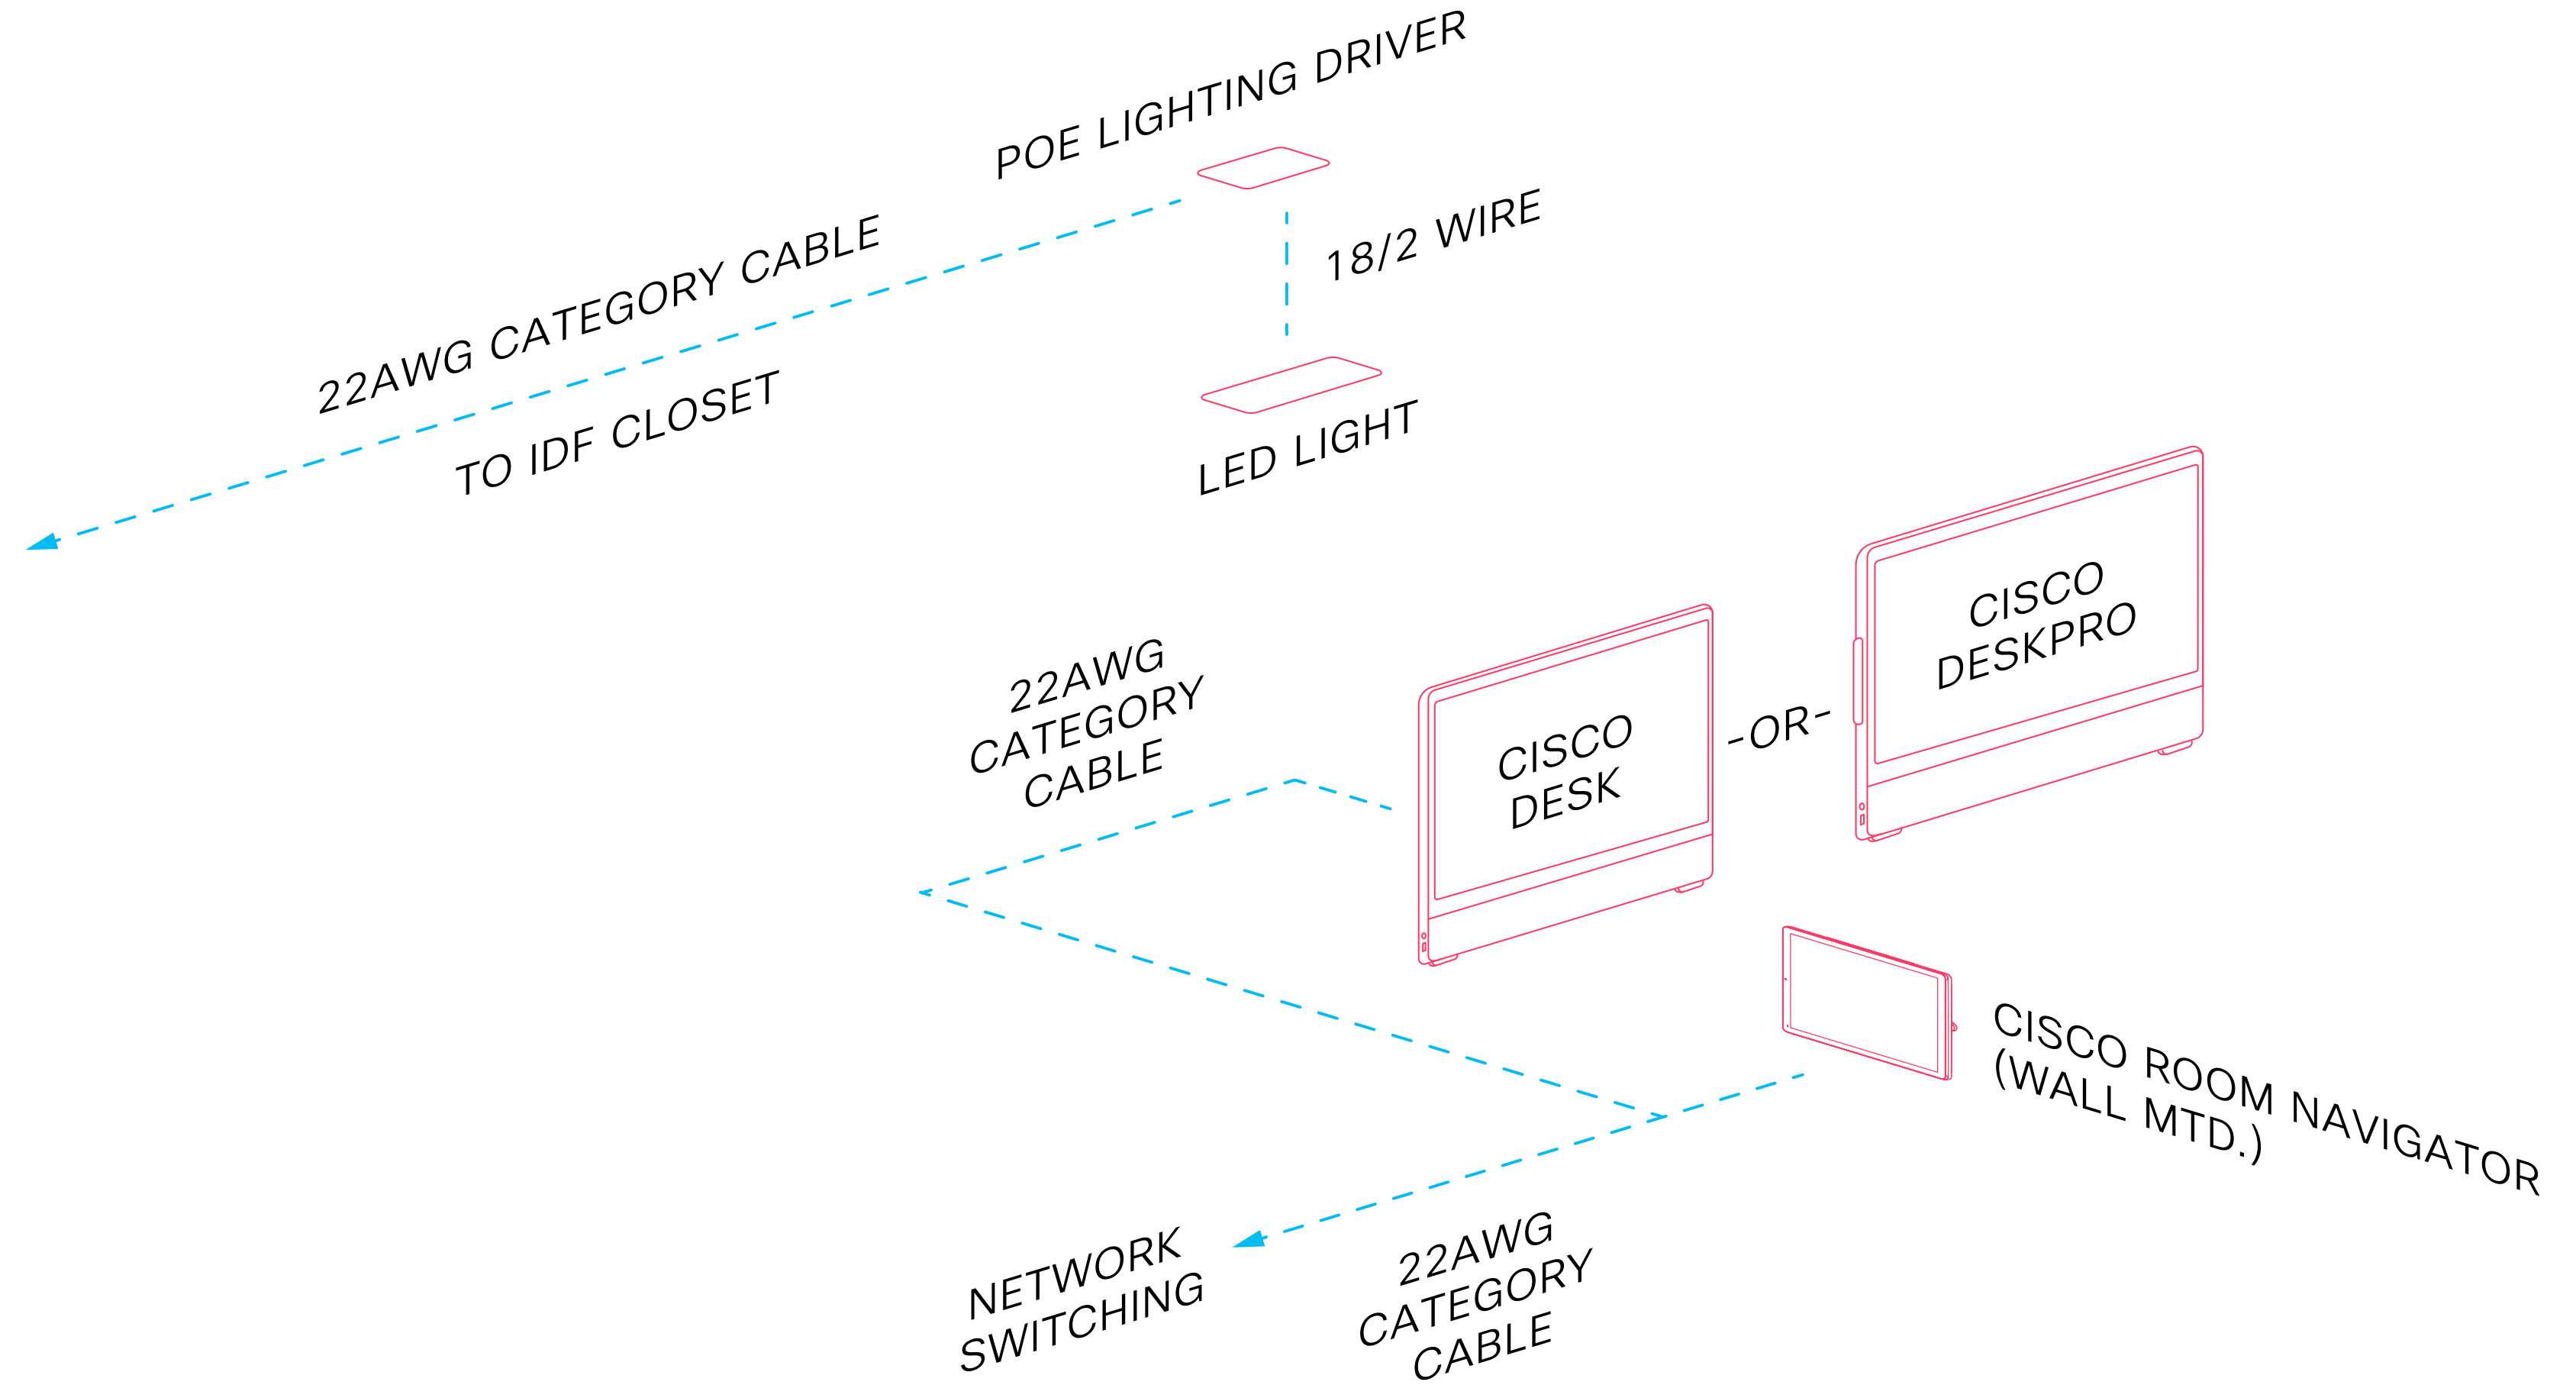 POE LIGHTING DRIVER
18/2 WIRE
22AWG CATEGORY CABLE
TO IDF CLOSET
LED LIGHT
CISCO
DESKPRO
22AWG
CATEGORY
CABLE
CISCO
DESK
-OR-
CISCO ROOM NAVIGATOR
(WALL MTD.)
NETWORK
SWITCHING
22AWG
CATEGORY
CABLE